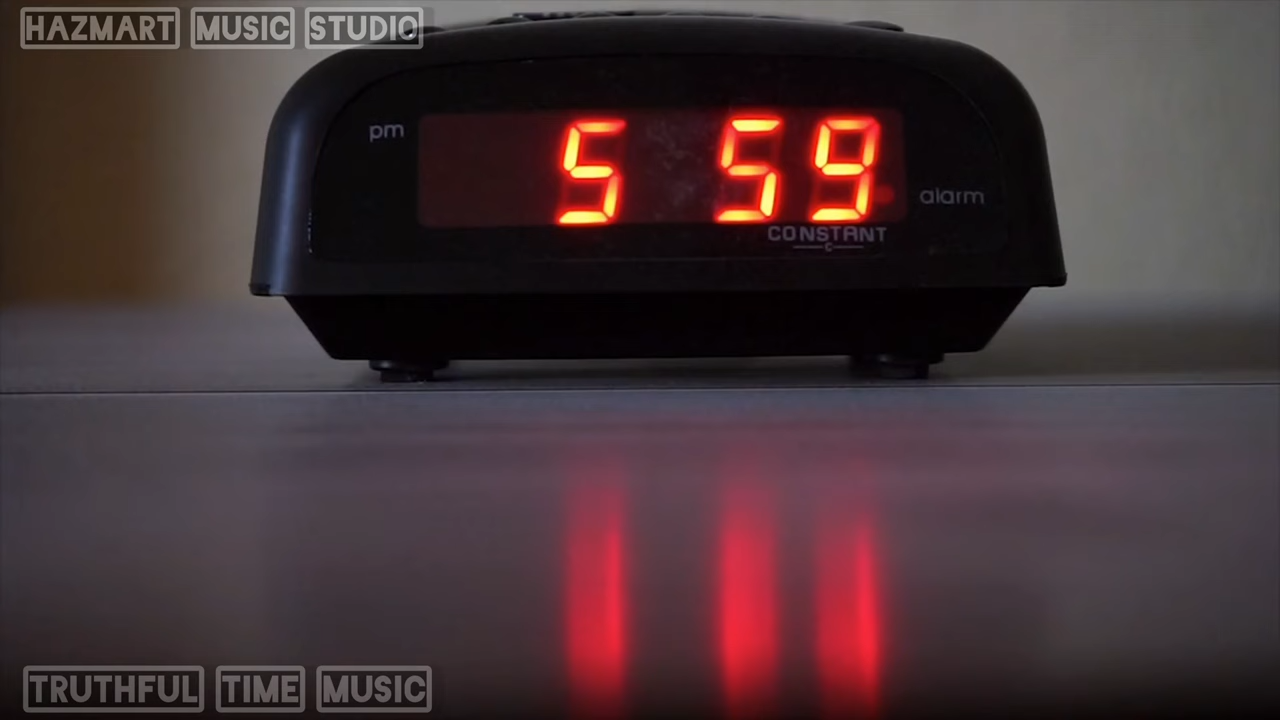 HAZMART MUSIC STUDIO
pm
5 59
alarm
CONSTANT
C
TRUTHFUL TIME MUSIC